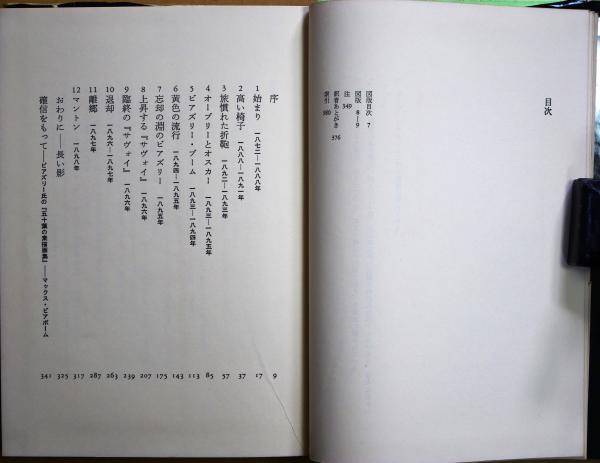 目次
図版目次 7
図版 8–9
注 349
訳者あとがき 376
索引 380
序 9
1 始まり 一八七二―一八八八年 17
2 高い椅子 一八八八―一八九一年 37
3 旅慣れた折鞄 一八九二―一八九三年 57
4 オーブリーとオスカー 一八九三―一八九五年 85
5 ビアズリー・ブーム 一八九三―一八九四年 113
6 黄色の流行 一八九四―一八九五年 143
7 忘却の淵のビアズリー 一八九五年 175
8 上昇する『サヴォイ』 一八九六年 207
9 臨終の『サヴォイ』 一八九六年 239
10 退却 一八九六―一八九七年 263
11 離郷 一八九七年 287
12 マントン 一八九八年 317
おわりに――長い影 325
確信をもって――ビアズリー氏の『五十葉の素描画集』――マックス・ビアボーム 341